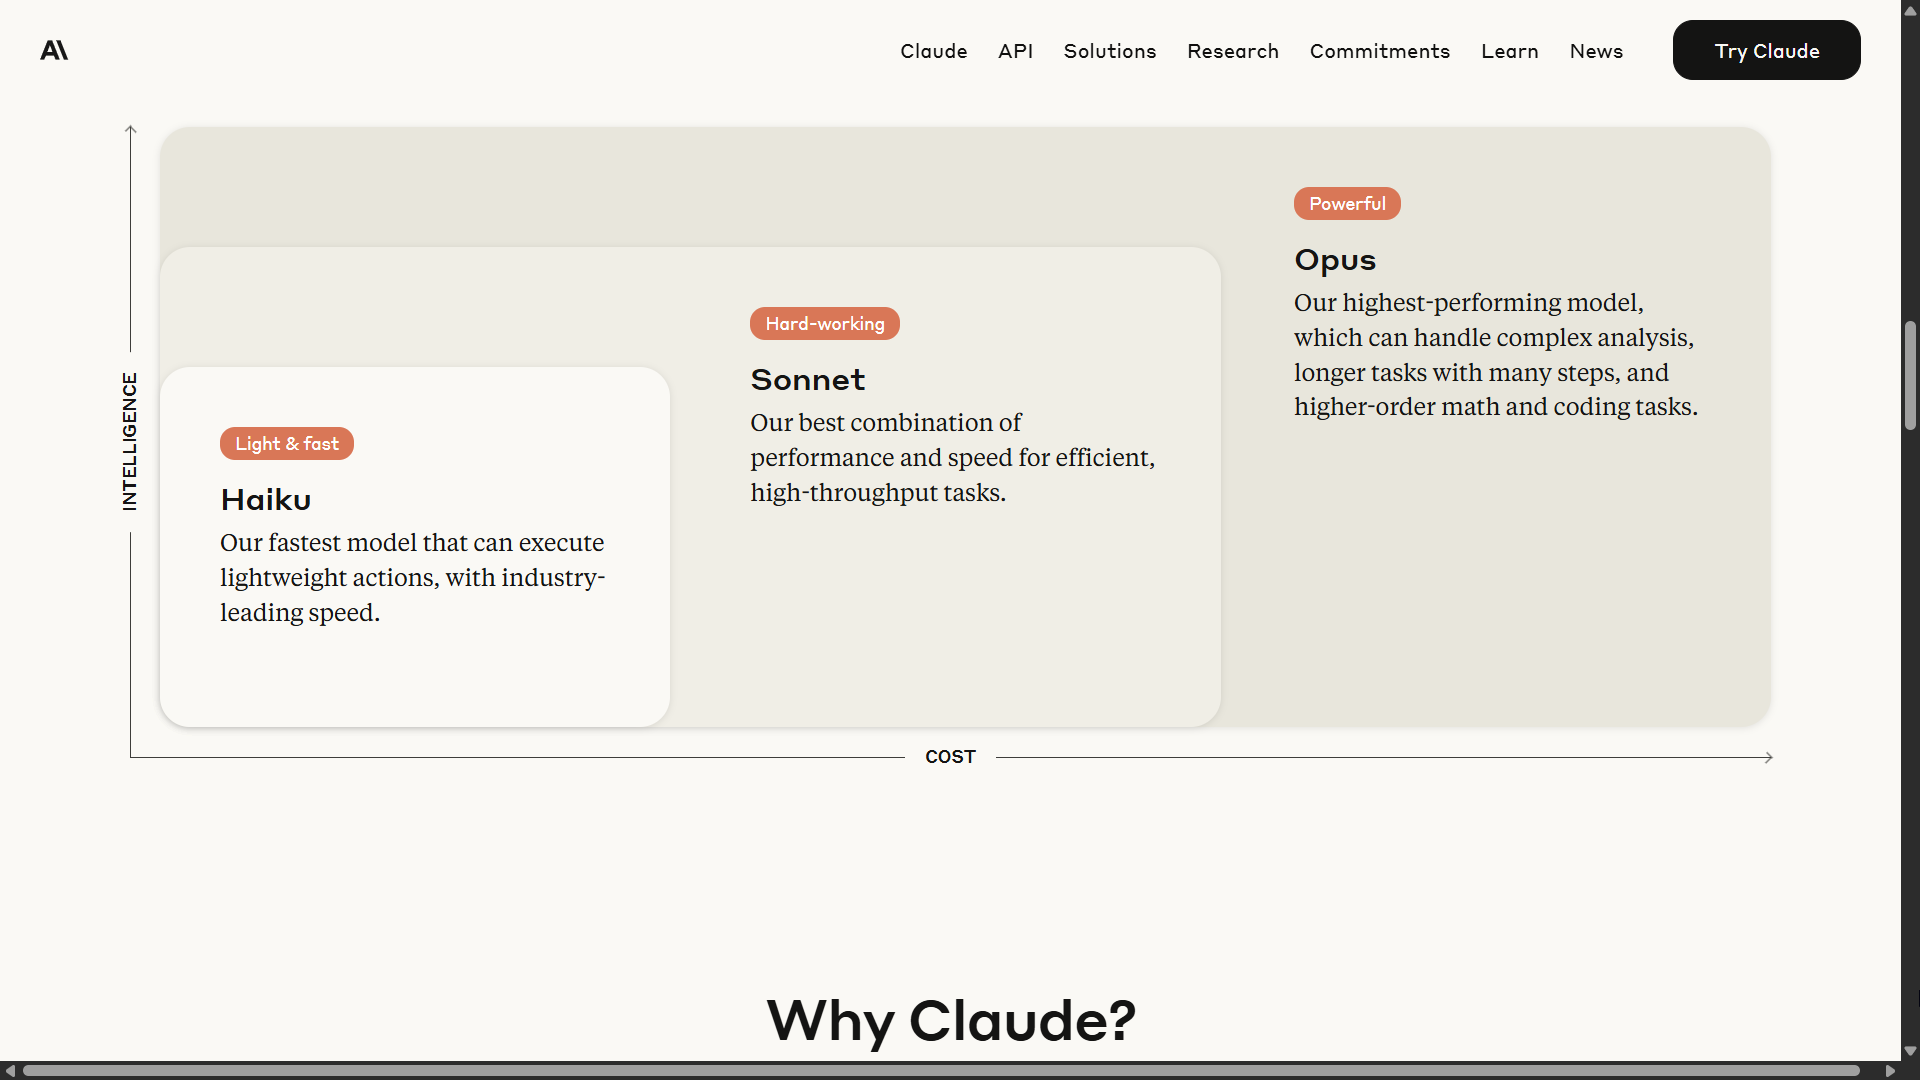 Claude API Solutions Research Commitments Learn News Try Claude
INTELLIGENCE
Light & fast
Haiku
Our fastest model that can execute
lightweight actions, with industry-
leading speed.
Hard-working
Sonnet
Our best combination of
performance and speed for efficient,
high-throughput tasks.
Powerful
Opus
Our highest-performing model,
which can handle complex analysis,
longer tasks with many steps, and
higher-order math and coding tasks.
COST
Why Claude?